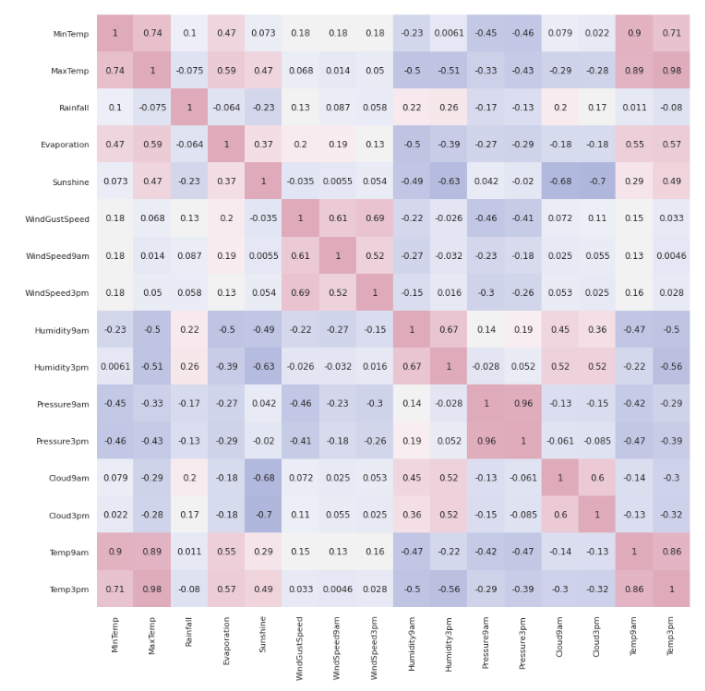 MinTemp 1 0.74 0.1 0.47 0.073 0.18 0.18 0.18 -0.23 0.0061 -0.45 -0.46 0.079 0.022 0.9 0.71
MaxTemp 0.74 1 -0.075 0.59 0.47 0.068 0.014 0.05 -0.5 -0.51 -0.33 -0.43 -0.29 -0.28 0.89 0.98
Rainfall 0.1 -0.075 1 -0.064 -0.23 0.13 0.087 0.058 0.22 0.26 -0.17 -0.13 0.2 0.17 0.011 -0.08
Evaporation 0.47 0.59 -0.064 1 0.37 0.2 0.19 0.13 -0.5 -0.39 -0.27 -0.29 -0.18 -0.18 0.55 0.57
Sunshine 0.073 0.47 -0.23 0.37 1 -0.035 0.0055 0.054 -0.49 -0.63 0.042 -0.02 -0.68 -0.7 0.29 0.49
WindGustSpeed 0.18 0.068 0.13 0.2 -0.035 1 0.61 0.69 -0.22 -0.026 -0.46 -0.41 0.072 0.11 0.15 0.033
WindSpeed9am 0.18 0.014 0.087 0.19 0.0055 0.61 1 0.52 -0.27 -0.032 -0.23 -0.18 0.025 0.055 0.13 0.0046
WindSpeed3pm 0.18 0.05 0.058 0.13 0.054 0.69 0.52 1 -0.15 0.016 -0.3 -0.26 0.053 0.025 0.16 0.028
Humidity9am -0.23 -0.5 0.22 -0.5 -0.49 -0.22 -0.27 -0.15 1 0.67 0.14 0.19 0.45 0.36 -0.47 -0.5
Humidity3pm 0.0061 -0.51 0.26 -0.39 -0.63 -0.026 -0.032 0.016 0.67 1 -0.028 0.052 0.52 0.52 -0.22 -0.56
Pressure9am -0.45 -0.33 -0.17 -0.27 0.042 -0.46 -0.23 -0.3 0.14 -0.028 1 0.96 -0.13 -0.15 -0.42 -0.29
Pressure3pm -0.46 -0.43 -0.13 -0.29 -0.02 -0.41 -0.18 -0.26 0.19 0.052 0.96 1 -0.061 -0.085 -0.47 -0.39
Cloud9am 0.079 -0.29 0.2 -0.18 -0.68 0.072 0.025 0.053 0.45 0.52 -0.13 -0.061 1 0.6 -0.14 -0.3
Cloud3pm 0.022 -0.28 0.17 -0.18 -0.7 0.11 0.055 0.025 0.36 0.52 -0.15 -0.085 0.6 1 -0.13 -0.32
Temp9am 0.9 0.89 0.011 0.55 0.29 0.15 0.13 0.16 -0.47 -0.22 -0.42 -0.47 -0.14 -0.13 1 0.86
Temp3pm 0.71 0.98 -0.08 0.57 0.49 0.033 0.0046 0.028 -0.5 -0.56 -0.29 -0.39 -0.3 -0.32 0.86 1
MinTemp MaxTemp Rainfall Evaporation Sunshine WindGustSpeed WindSpeed9am WindSpeed3pm Humidity9am Humidity3pm Pressure9am Pressure3pm Cloud9am Cloud3pm Temp9am Temp3pm